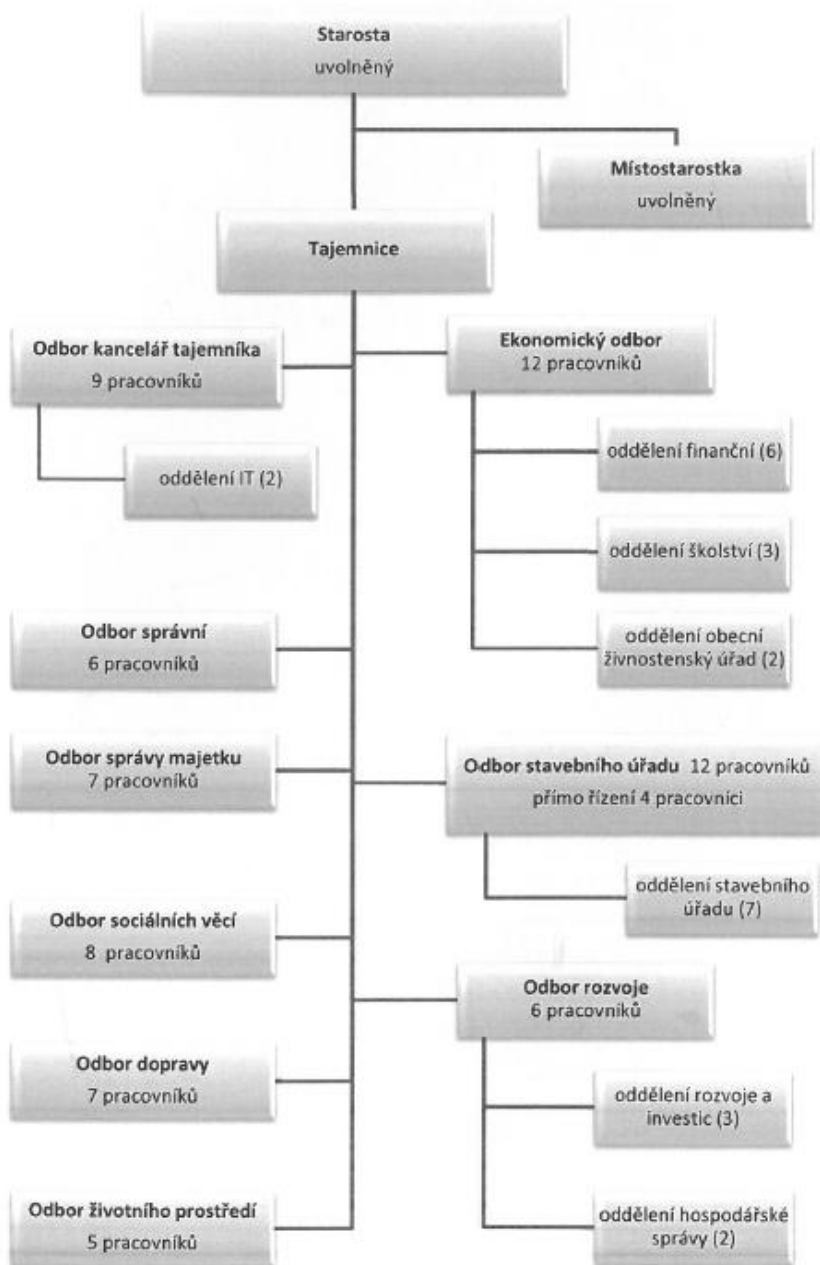 Starosta
uvolněný
Místostarostka
uvolněný
Tajemnice
Odbor kancelář tajemníka
9 pracovníků
oddělení IT (2)
Ekonomický odbor
12 pracovníků
oddělení finanční (6)
oddělení školství (3)
oddělení obecní
živnostenský úřad (2)
Odbor správní
6 pracovníků
Odbor správy majetku
7 pracovníků
Odbor stavebního úřadu 12 pracovníků
přímo řízení 4 pracovníci
oddělení stavebního
úřadu (7)
Odbor sociálních věcí
8 pracovníků
Odbor rozvoje
6 pracovníků
Odbor dopravy
7 pracovníků
oddělení rozvoje a
investic (3)
Odbor životního prostředí
5 pracovníků
oddělení hospodářské
správy (2)